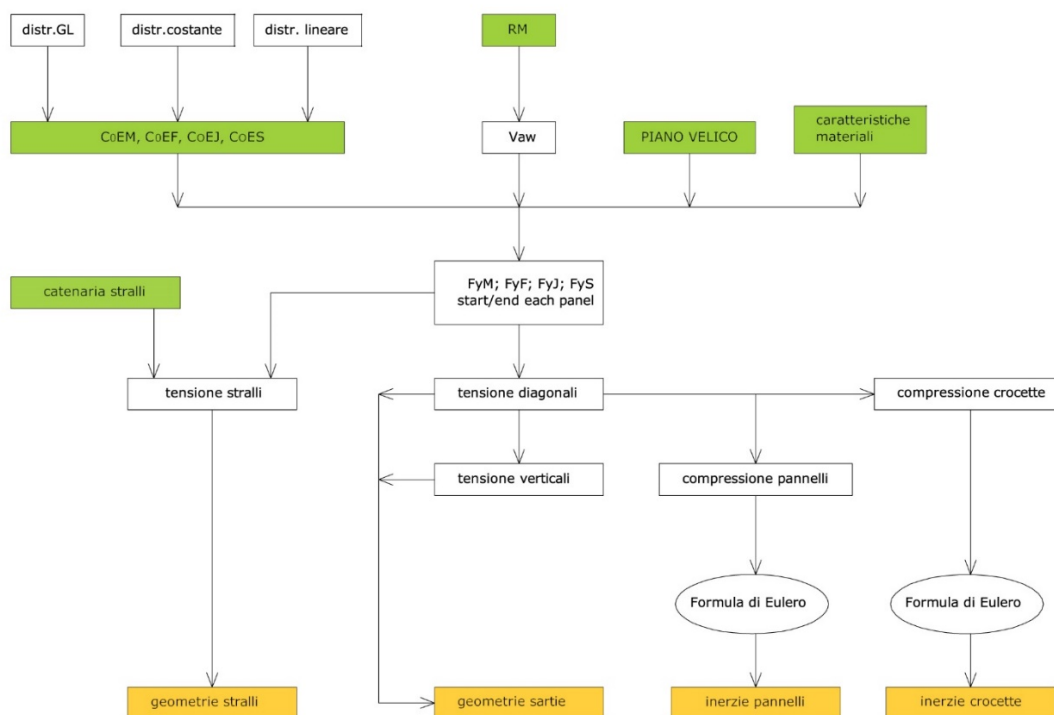 distr.GL
distr.costante
distr. lineare
RM
C0EM, C0EF, COEJ, COES
Vaw
PIANO VELICO
caratteristiche
materiali
catenaria stralli
FyM; FyF; FyJ; FyS
start/end each panel
tensione stralli
tensione diagonali
compressione crocette
tensione verticali
compressione pannelli
Formula di Eulero
Formula di Eulero
geometrie stralli
geometrie sartie
inerzie pannelli
inerzie crocette